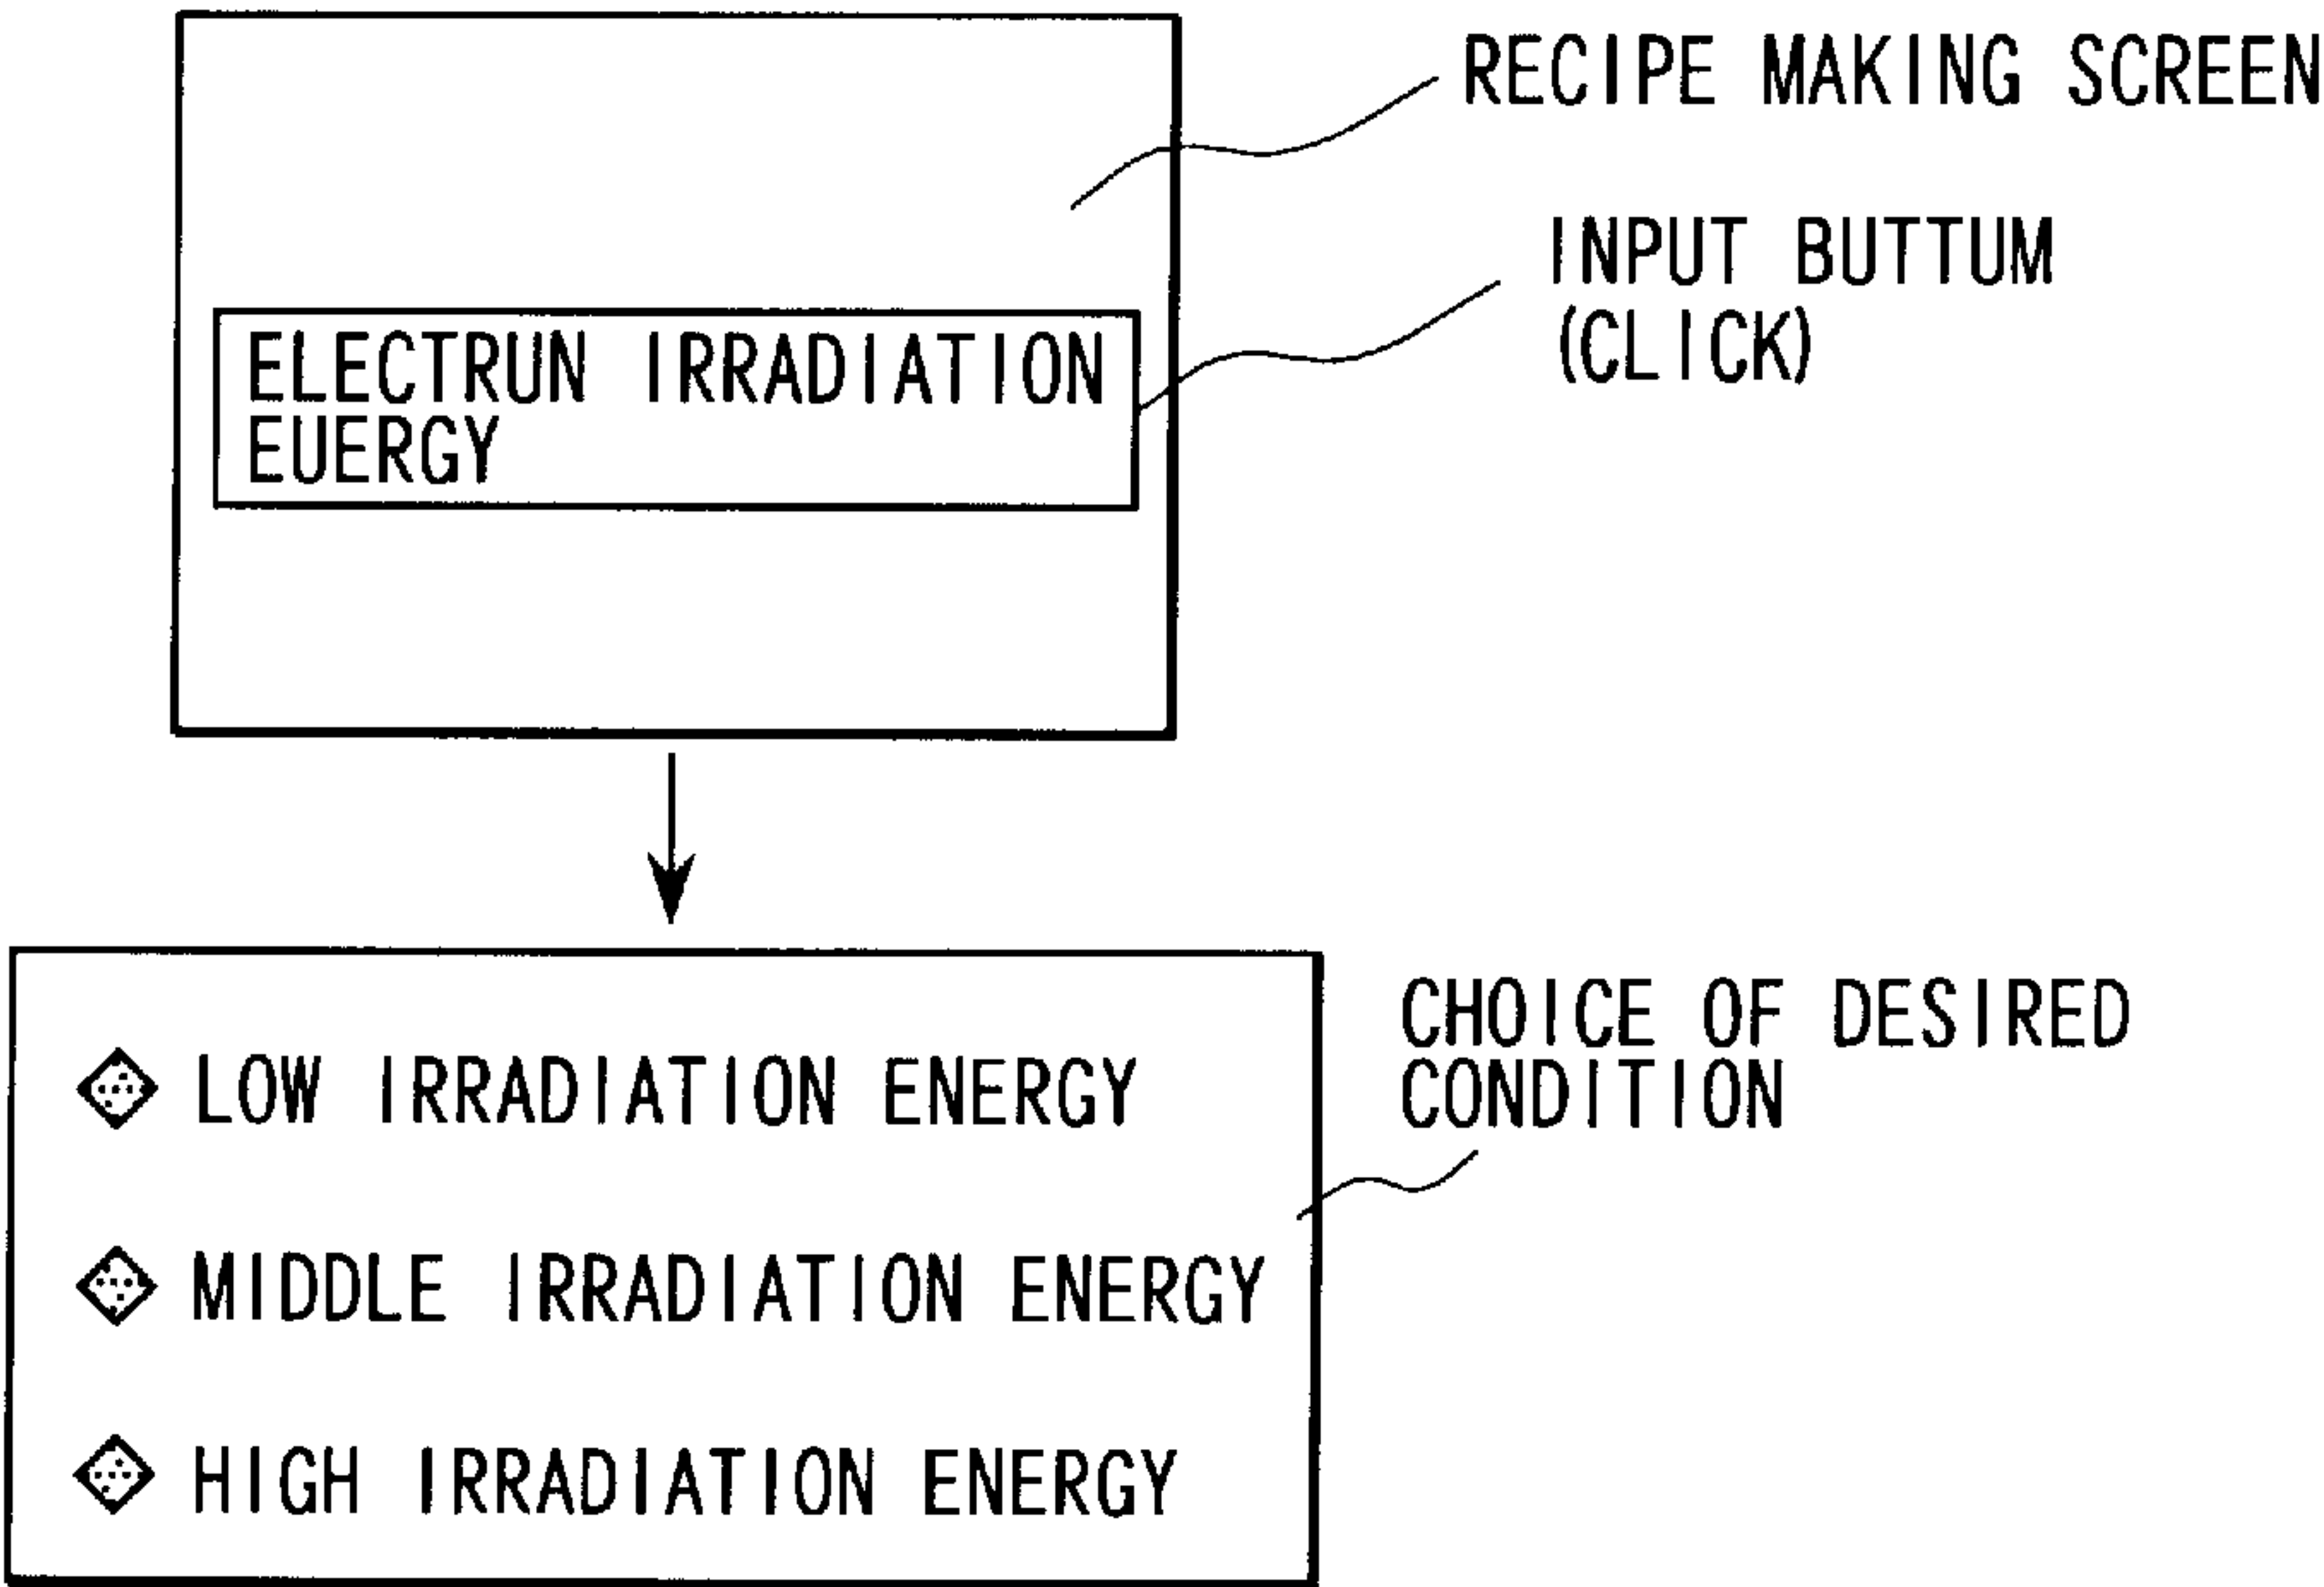 RECIPE MAKING SCREEN
INPUT BUTTUM
(CLICK)
ELECTRUN IRRADIATION
EUERGY
CHOICE OF DESIRED
CONDITION
LOW IRRADIATION ENERGY
MIDDLE IRRADIATION ENERGY
HIGH IRRADIATION ENERGY